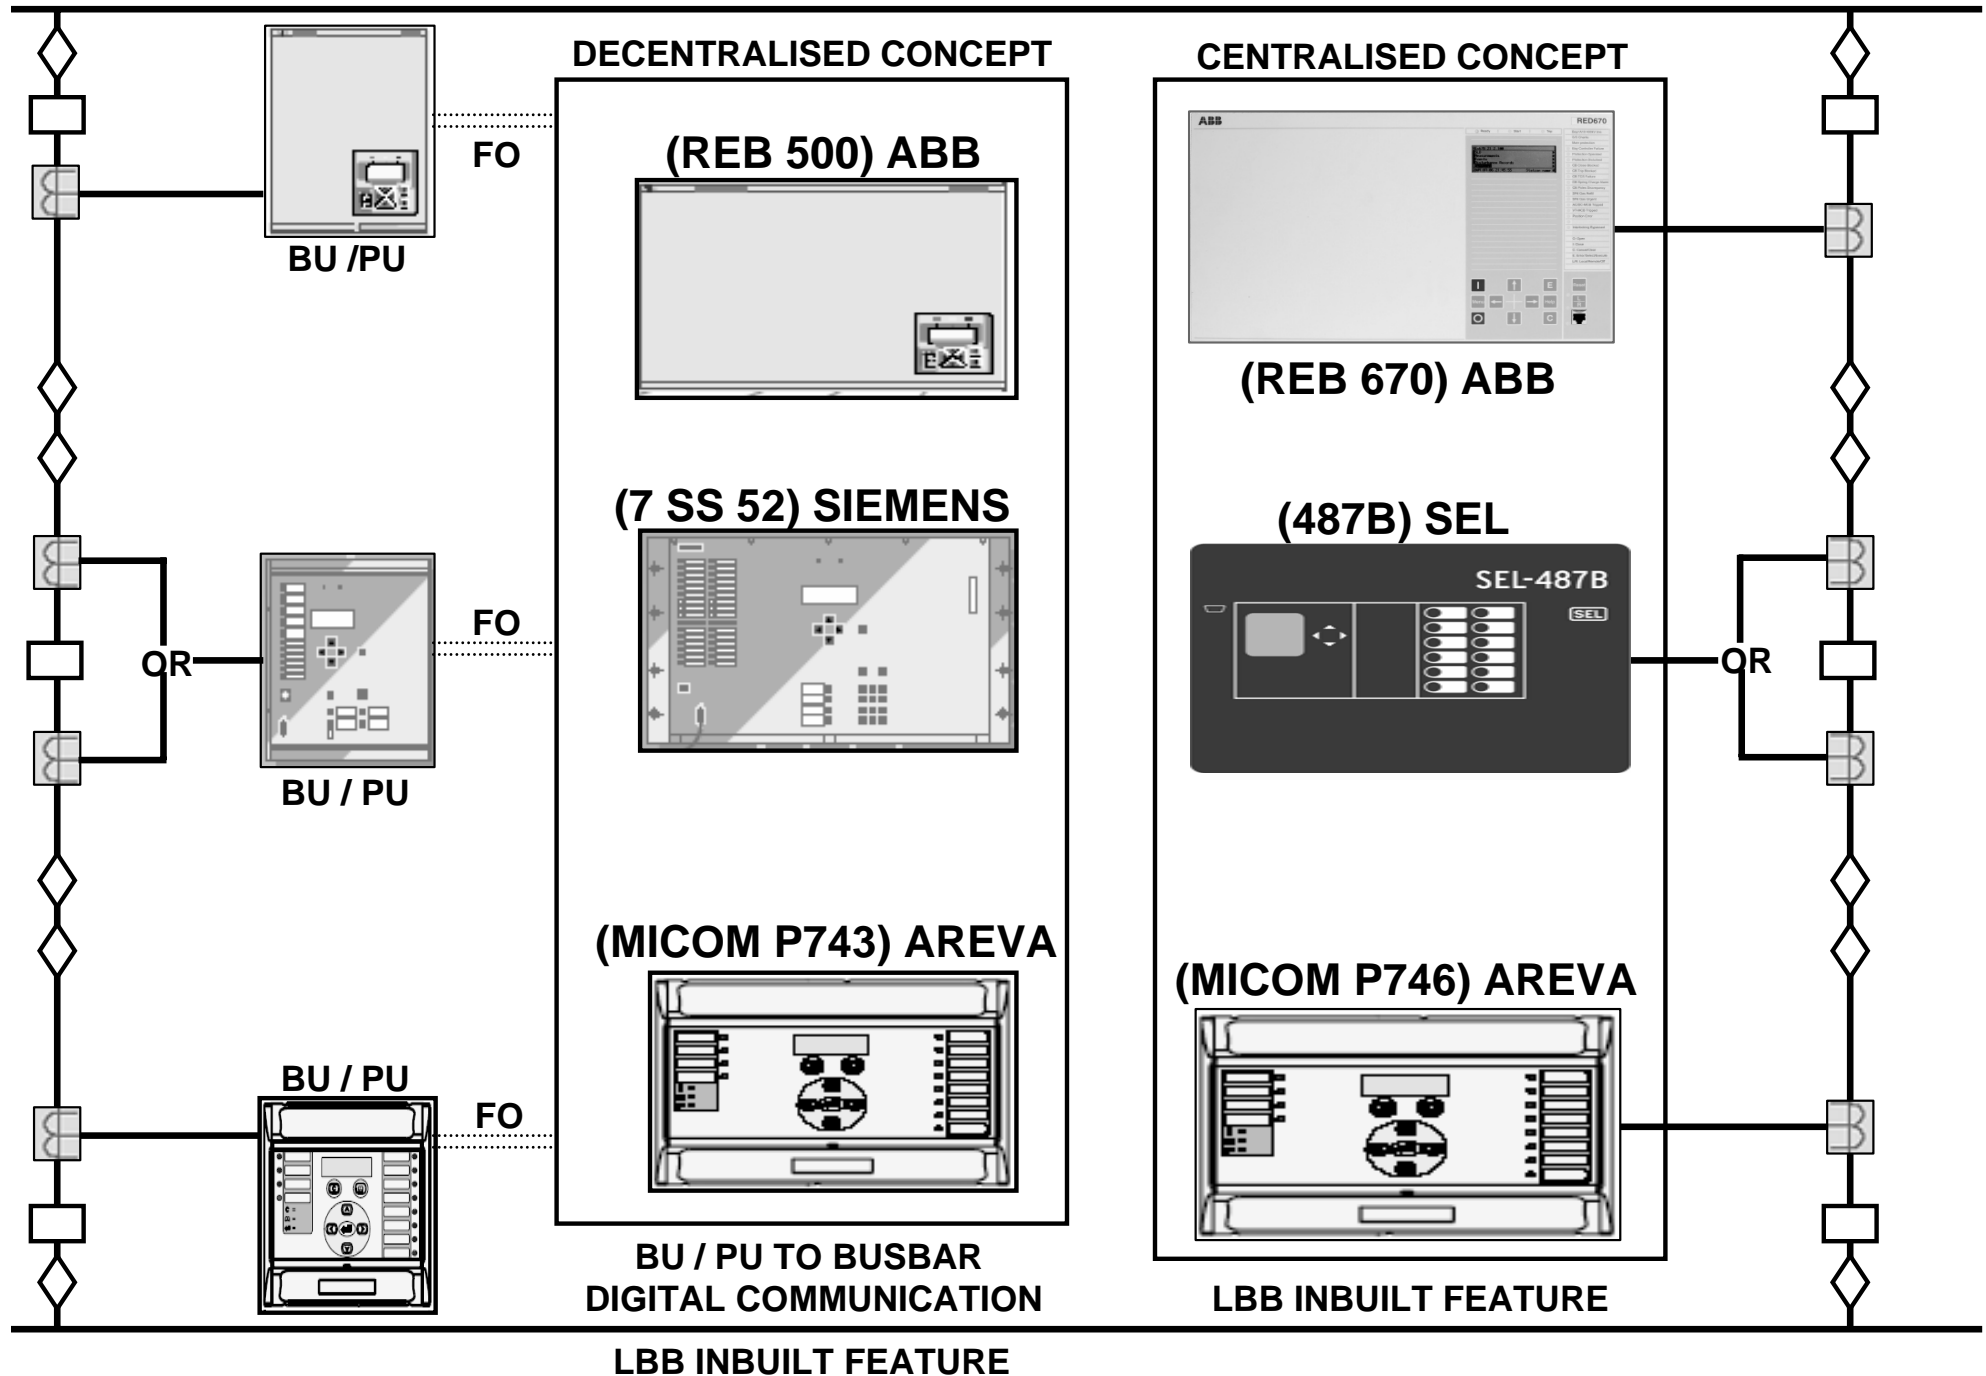 DECENTRALISED CONCEPT
CENTRALISED CONCEPT
ABB
RED670
FO
(REB 500) ABB
BU /PU
(REB 670) ABB
(7 SS 52) SIEMENS
(487B) SEL
SEL-487B
SEL
FO
OR
OR
BU / PU
(MICOM P743) AREVA
(MICOM P746) AREVA
BU / PU
FO
BU / PU TO BUSBAR
DIGITAL COMMUNICATION
LBB INBUILT FEATURE
LBB INBUILT FEATURE